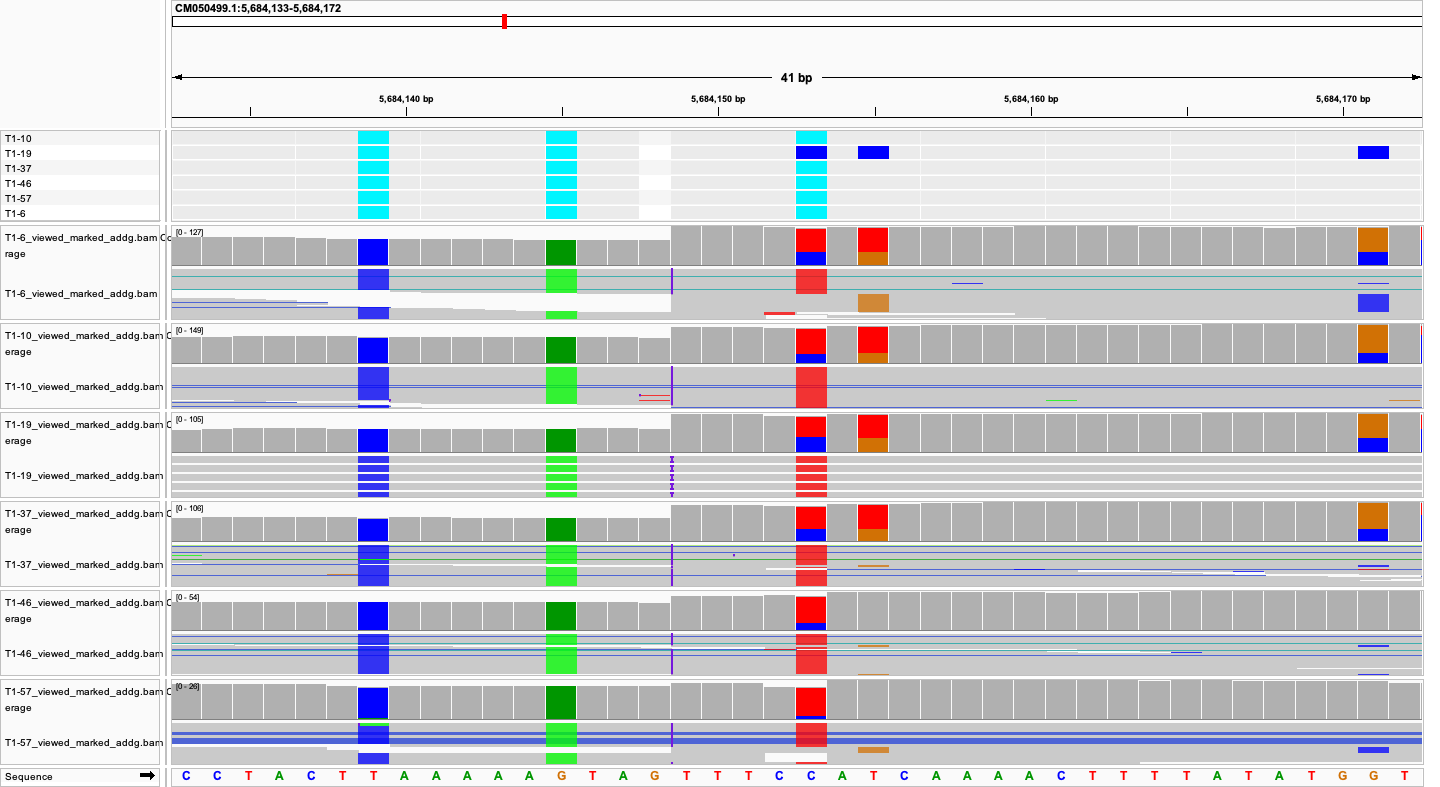 CM050499.1:5,684,133-5,684,172
41 bp
5,684,140 bp 5,684,150 bp 5,684,160 bp 5,684,170 bp
T1-10
T1-19
T1-37
T1-46
T1-57
T1-6
T1-6_viewed_marked_addg.bam Co
rage
[0 - 127]
T1-6_viewed_marked_addg.bam
T1-10_viewed_marked_addg.bam C
erage
[0 - 149]
T1-10_viewed_marked_addg.bam
T1-19_viewed_marked_addg.bam C
erage
[0 - 105]
T1-19_viewed_marked_addg.bam
T1-37_viewed_marked_addg.bam C
erage
[0 - 106]
T1-37_viewed_marked_addg.bam
T1-46_viewed_marked_addg.bam C
erage
[0 - 54]
T1-46_viewed_marked_addg.bam
T1-57_viewed_marked_addg.bam C
erage
[0 - 26]
T1-57_viewed_marked_addg.bam
Sequence C C T A C T T A A A A A G T A G T T T C C A T C A A A A C T T T T A T A T G G T